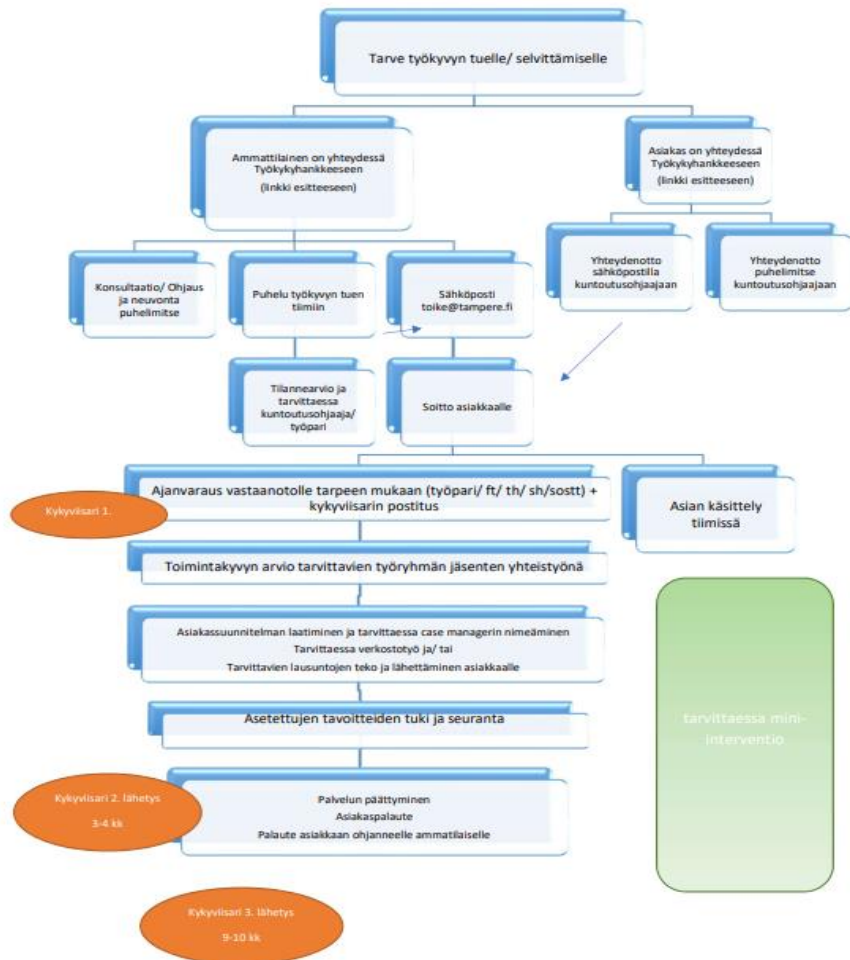 Tarve työkyvyn tuelle/ selvittämiselle
Ammattilainen on yhteydessä
Työkykyhankkeeseen
(linkki esitteeseen)
Asiakas on yhteydessä
Työkykyhankkeeseen
(linkki esitteeseen)
Konsultaatio/ Ohjaus
ja neuvonta
puhelimitse
Puhelu työkyvyn tuen
tiimiin
Sähköposti
toike@tampere.fi
Yhteydenotto
sähköpostilla
kuntoutusohjaajaan
Yhteydenotto
puhelimitse
kuntoutusohjaajaan
Tilannearvio ja
tarvittaessa
kuntoutusohjaaja/
työpari
Soitto asiakkaalle
Kykyviisari 1.
Ajanvaraus vastaanotolle tarpeen mukaan (työpari/ ft/ th/ sh/sostt) +
kykyviisarin postitus
Asian käsittely
tiimissä
Toimintakyvyn arvio tarvittavien työryhmän jäsenten yhteistyönä
Asiakassuunnitelman laatiminen ja tarvittaessa case managerin nimeäminen
Tarvittaessa verkostotyö ja/ tai
Tarvittavien lausuntojen teko ja lähettäminen asiakkaalle
tarvittaessa mini-
interventio
Asetettujen tavoitteiden tuki ja seuranta
Kykyviisari 2. lähetys
3-4 kk
Palvelun päättyminen
Asiakaspalaute
Palaute asiakkaan ohjanneelle ammatilaiselle
Kykyviisari 3. lähetys
9-10 kk